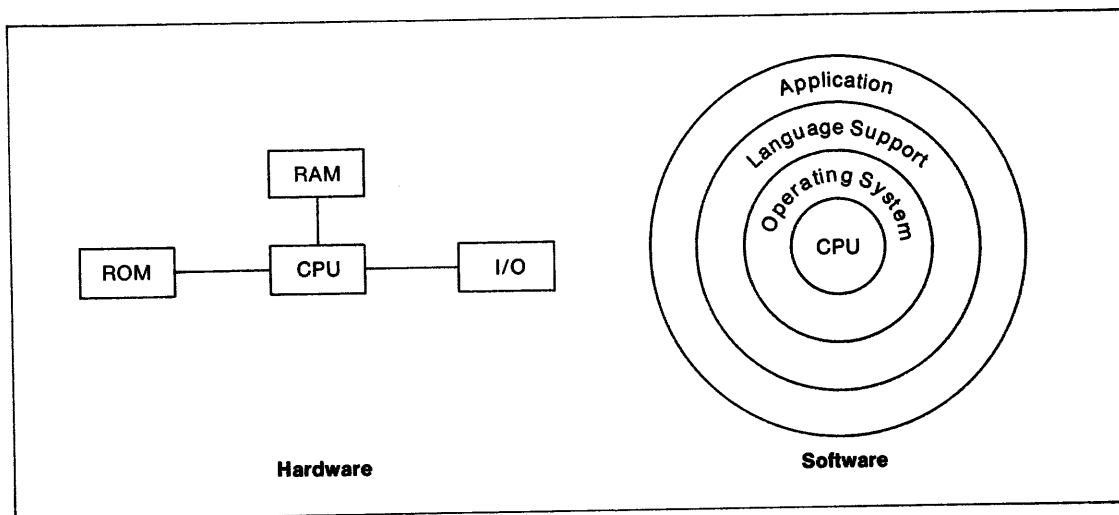 RAM
ROM
CPU
I/O
Hardware
Application
Language Support
Operating System
CPU
Software